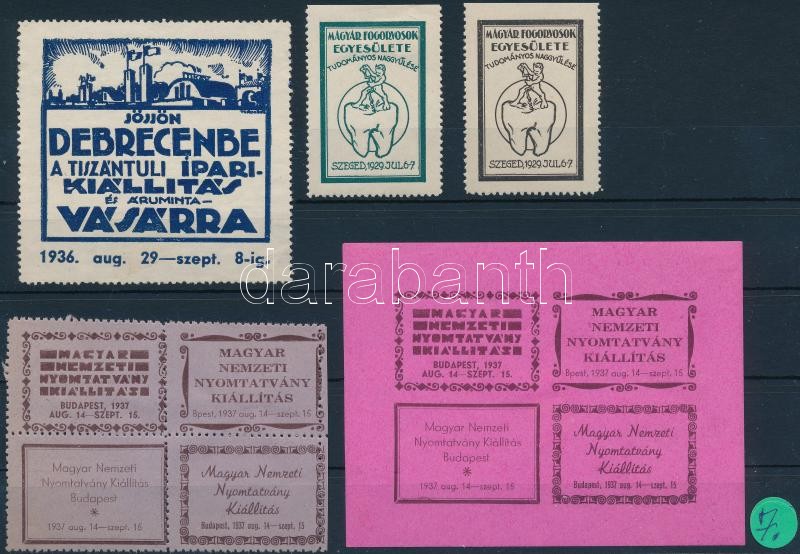 JÖJJÖN
DEBRECENBE
A TISZÁNTULI IPARI-
KIÁLLITÁS
ÉS ÁRUMINTA-
VÁSÁRRA
1936. aug. 29—szept. 8-ig.
MAGYAR FOGORVOSOK
EGYESÜLETE
TUDOMÁNYOS NAGGYÜLÉSE
SZEGED, 1929 JUL 6-7
MAGYAR FOGORVOSOK
EGYESÜLETE
TUDOMÁNYOS NAGGYÜLÉSE
SZEGED, 1929 JUL 6-7
darabanth
MAGYAR
NEMZETI
NYOMTATVÁNY
KIÁLLITÁS
BUDAPEST, 1937
AUG. 14—SZEPT. 15.
MAGYAR
NEMZETI
NYOMTATVÁNY
KIÁLLÍTÁS
Bpest, 1937 aug. 14—szept. 15
Magyar Nemzeti
Nyomtatvány Kiállítás
Budapest
*
1937 aug. 14—szept. 15
Magyar Nemzeti
Nyomtatvány
Kiállitás
Budapest, 1937 aug. 14—szept. 15
MAGYAR
NEMZETI
NYOMTATVÁNY
KIÁLLITÁS
BUDAPEST, 1937
AUG. 14—SZEPT. 15.
MAGYAR
NEMZETI
NYOMTATVÁNY
KIÁLLÍTÁS
Bpest, 1937 aug. 14—szept. 15
Magyar Nemzeti
Nyomtatvány Kiállítás
Budapest
*
1937 aug. 14—szept. 15
Magyar Nemzeti
Nyomtatvány
Kiállitás
Budapest, 1937 aug. 14—szept. 15
7.